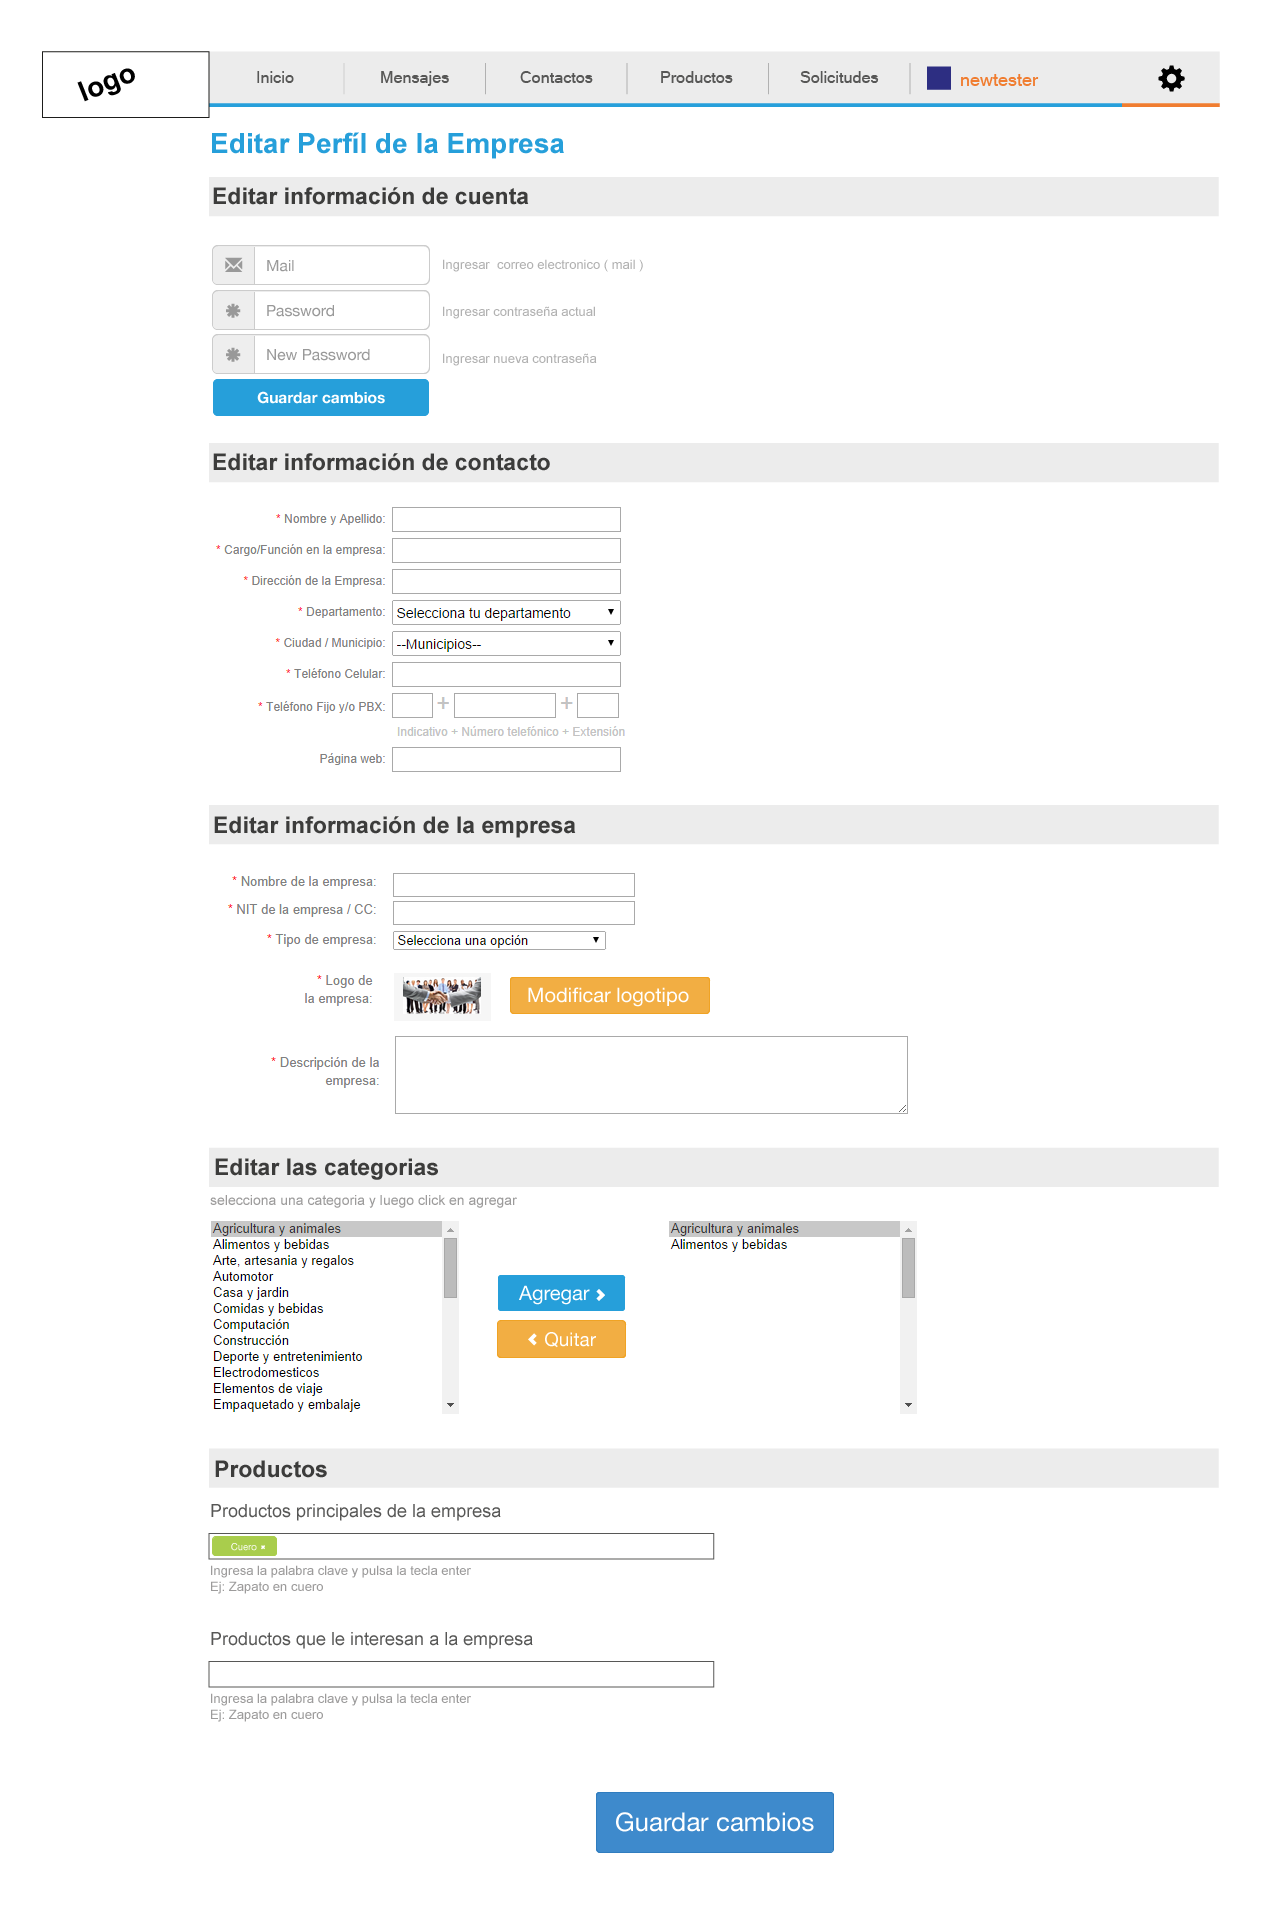 logo
Inicio
Mensajes
Contactos
Productos
Solicitudes
newtester
Editar Perfíl de la Empresa
Editar información de cuenta
Mail
Ingresar correo electronico ( mail )
Password
Ingresar contraseña actual
New Password
Ingresar nueva contraseña
Guardar cambios
Editar información de contacto
* Nombre y Apellido:
* Cargo/Función en la empresa:
* Dirección de la Empresa:
* Departamento:
Selecciona tu departamento
* Ciudad / Municipio:
--Municipios--
* Teléfono Celular:
* Teléfono Fijo y/o PBX:
+
+
Indicativo + Número telefónico + Extensión
Página web:
Editar información de la empresa
* Nombre de la empresa:
* NIT de la empresa / CC:
* Tipo de empresa:
Selecciona una opción
* Logo de
la empresa:
Modificar logotipo
* Descripción de la
empresa:
Editar las categorias
selecciona una categoria y luego click en agregar
Agricultura y animales
Alimentos y bebidas
Arte, artesania y regalos
Automotor
Casa y jardin
Comidas y bebidas
Computación
Construcción
Deporte y entretenimiento
Electrodomesticos
Elementos de viaje
Empaquetado y embalaje
Agregar
Quitar
Agricultura y animales
Alimentos y bebidas
Productos
Productos principales de la empresa
Cuero
Ingresa la palabra clave y pulsa la tecla enter
Ej: Zapato en cuero
Productos que le interesan a la empresa
Ingresa la palabra clave y pulsa la tecla enter
Ej: Zapato en cuero
Guardar cambios